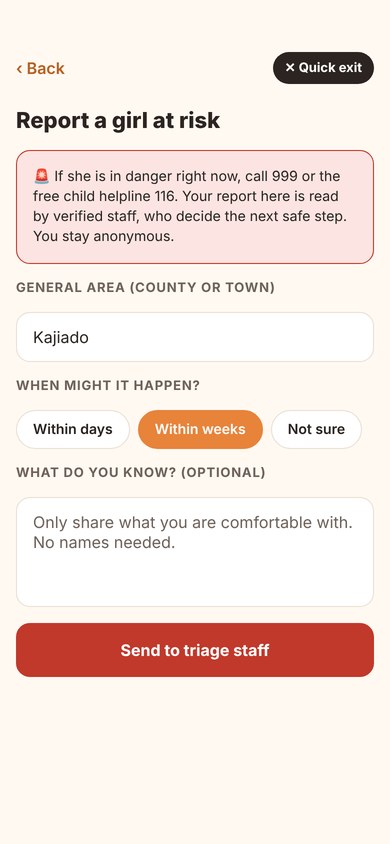 ‹ Back
✕ Quick exit
Report a girl at risk
🚨 If she is in danger right now, call 999 or the
free child helpline 116. Your report here is read
by verified staff, who decide the next safe step.
You stay anonymous.
GENERAL AREA (COUNTY OR TOWN)
Kajiado
WHEN MIGHT IT HAPPEN?
Within days
Within weeks
Not sure
WHAT DO YOU KNOW? (OPTIONAL)
Only share what you are comfortable with.
No names needed.
Send to triage staff